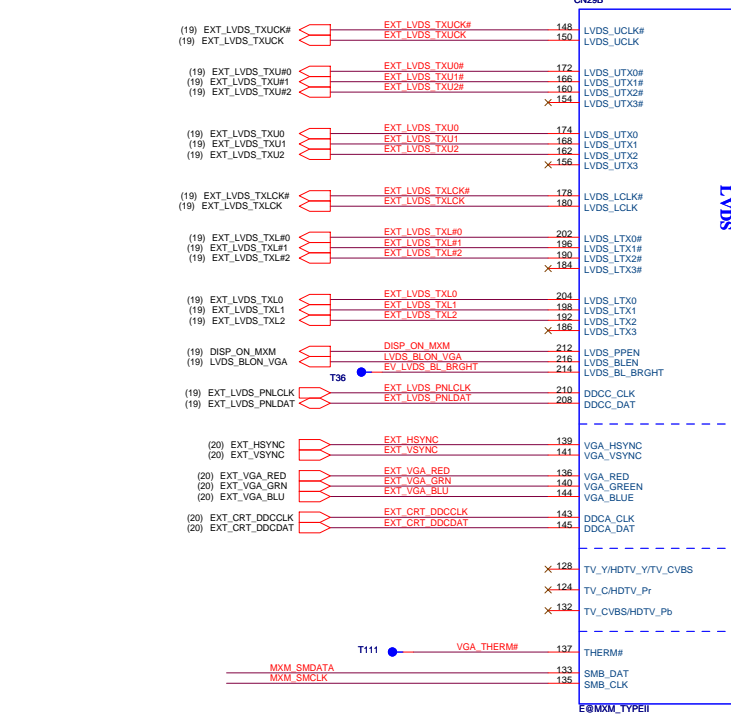 CN29B
(19) EXT_LVDS_TXUCK# EXT_LVDS_TXUCK# 148 LVDS_UCLK#
(19) EXT_LVDS_TXUCK EXT_LVDS_TXUCK 150 LVDS_UCLK
(19) EXT_LVDS_TXU#0 EXT_LVDS_TXU0# 172 LVDS_UTX0#
(19) EXT_LVDS_TXU#1 EXT_LVDS_TXU1# 166 LVDS_UTX1#
(19) EXT_LVDS_TXU#2 EXT_LVDS_TXU2# 160 LVDS_UTX2#
154 LVDS_UTX3#
(19) EXT_LVDS_TXU0 EXT_LVDS_TXU0 174 LVDS_UTX0
(19) EXT_LVDS_TXU1 EXT_LVDS_TXU1 168 LVDS_UTX1
(19) EXT_LVDS_TXU2 EXT_LVDS_TXU2 162 LVDS_UTX2
156 LVDS_UTX3
(19) EXT_LVDS_TXLCK# EXT_LVDS_TXLCK# 178 LVDS_LCLK#
(19) EXT_LVDS_TXLCK EXT_LVDS_TXLCK 180 LVDS_LCLK
LVDS
(19) EXT_LVDS_TXL#0 EXT_LVDS_TXL#0 202 LVDS_LTX0#
(19) EXT_LVDS_TXL#1 EXT_LVDS_TXL#1 196 LVDS_LTX1#
(19) EXT_LVDS_TXL#2 EXT_LVDS_TXL#2 190 LVDS_LTX2#
184 LVDS_LTX3#
(19) EXT_LVDS_TXL0 EXT_LVDS_TXL0 204 LVDS_LTX0
(19) EXT_LVDS_TXL1 EXT_LVDS_TXL1 198 LVDS_LTX1
(19) EXT_LVDS_TXL2 EXT_LVDS_TXL2 192 LVDS_LTX2
186 LVDS_LTX3
(19) DISP_ON_MXM DISP_ON_MXM 212 LVDS_PPEN
(19) LVDS_BLON_VGA LVDS_BLON_VGA 216 LVDS_BLEN
T36 EV_LVDS_BL_BRGHT 214 LVDS_BL_BRGHT
(19) EXT_LVDS_PNLCLK EXT_LVDS_PNLCLK 210 DDCC_CLK
(19) EXT_LVDS_PNLDAT EXT_LVDS_PNLDAT 208 DDCC_DAT
(20) EXT_HSYNC EXT_HSYNC 139 VGA_HSYNC
(20) EXT_VSYNC EXT_VSYNC 141 VGA_VSYNC
(20) EXT_VGA_RED EXT_VGA_RED 136 VGA_RED
(20) EXT_VGA_GRN EXT_VGA_GRN 140 VGA_GREEN
(20) EXT_VGA_BLU EXT_VGA_BLU 144 VGA_BLUE
(20) EXT_CRT_DDCCLK EXT_CRT_DDCCLK 143 DDCA_CLK
(20) EXT_CRT_DDCDAT EXT_CRT_DDCDAT 145 DDCA_DAT
128 TV_Y/HDTV_Y/TV_CVBS
124 TV_C/HDTV_Pr
132 TV_CVBS/HDTV_Pb
T111 VGA_THERM# 137 THERM#
MXM_SMDATA 133 SMB_DAT
MXM_SMCLK 135 SMB_CLK
E@MXM_TYPEII